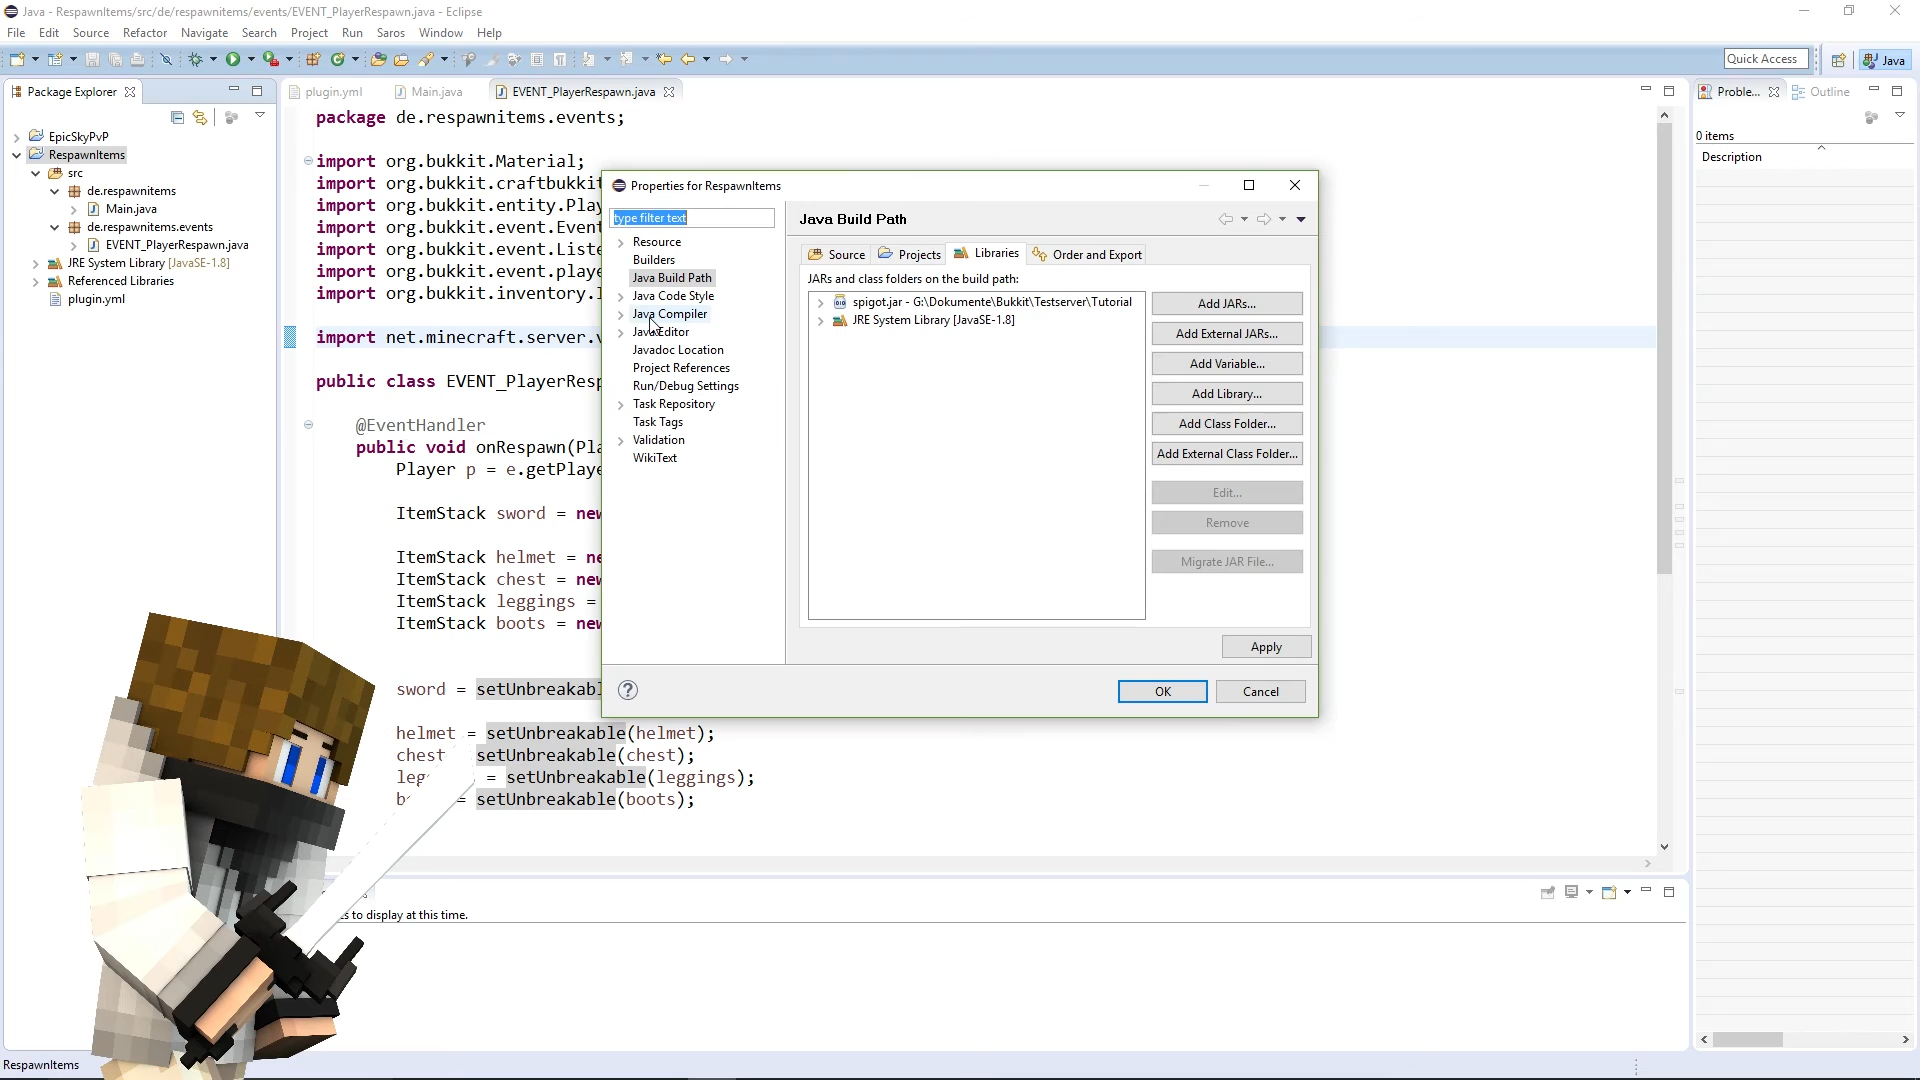 Java - RespawnItems/src/de/respawnitems/events/EVENT_PlayerRespawn.java - Eclipse
File Edit Source Refactor Navigate Search Project Run Saros Window Help
Quick Access
Java
Package Explorer
plugin.yml
Main.java
EVENT_PlayerRespawn.java
Proble...
Outline
EpicSkyPvP
RespawnItems
src
de.respawnitems
Main.java
de.respawnitems.events
EVENT_PlayerRespawn.java
JRE System Library [JavaSE-1.8]
Referenced Libraries
plugin.yml
package de.respawnitems.events;
import org.bukkit.Material;
import org.bukkit.craftbukkit
import org.bukkit.entity.Play
import org.bukkit.event.Event
import org.bukkit.event.Liste
import org.bukkit.event.playe
import org.bukkit.inventory.I
import net.minecraft.server.v
public class EVENT_PlayerResp
@EventHandler
public void onRespawn(Pla
Player p = e.getPlaye
ItemStack sword = new
ItemStack helmet = ne
ItemStack chest = new
ItemStack leggings =
ItemStack boots = new
sword = setUnbreakabl
helmet = setUnbreakable(helmet);
chest setUnbreakable(chest);
leg = setUnbreakable(leggings);
b = setUnbreakable(boots);
Properties for RespawnItems
type filter text
Resource
Builders
Java Build Path
Java Code Style
Java Compiler
Java Editor
Javadoc Location
Project References
Run/Debug Settings
Task Repository
Task Tags
Validation
WikiText
Java Build Path
Source Projects Libraries Order and Export
JARs and class folders on the build path:
spigot.jar - G:\Dokumente\Bukkit\Testserver\Tutorial
JRE System Library [JavaSE-1.8]
Add JARs...
Add External JARs...
Add Variable...
Add Library...
Add Class Folder...
Add External Class Folder...
Edit...
Remove
Migrate JAR File...
Apply
?
OK
Cancel
0 items
Description
to display at this time.
RespawnItems